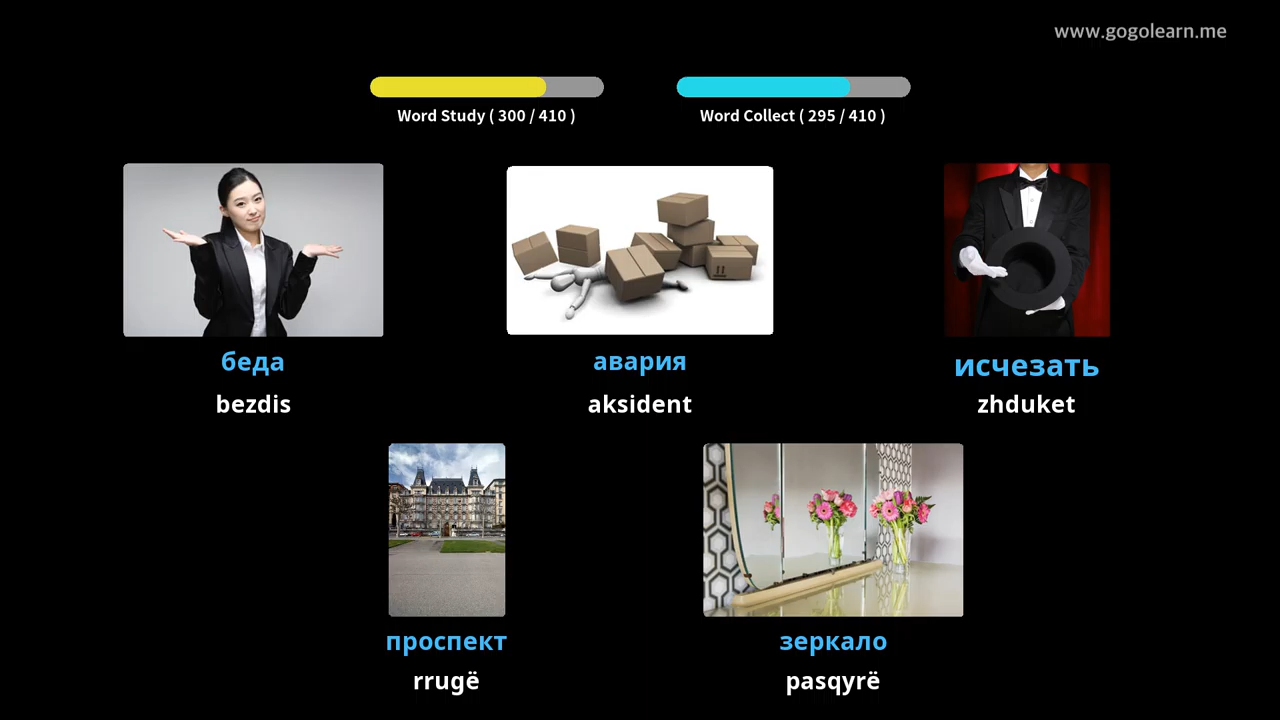 www.gogolearn.me
Word Study ( 300 / 410 )
Word Collect ( 295 / 410 )
беда
bezdis
авария
aksident
исчезать
zhduket
проспект
rrugë
зеркало
pasqyrë